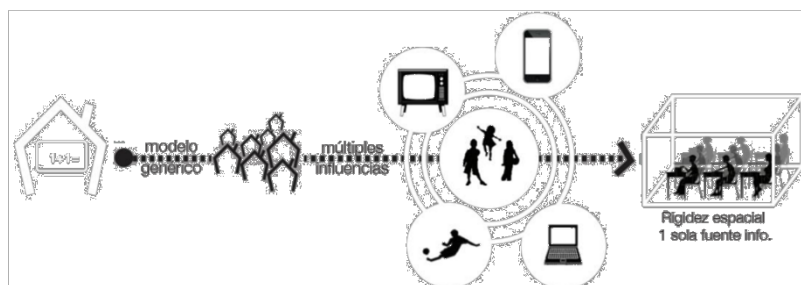 1+1=
modelo
genérico
múltiples
influencias
Rigidez espacial
1 sola fuente info.